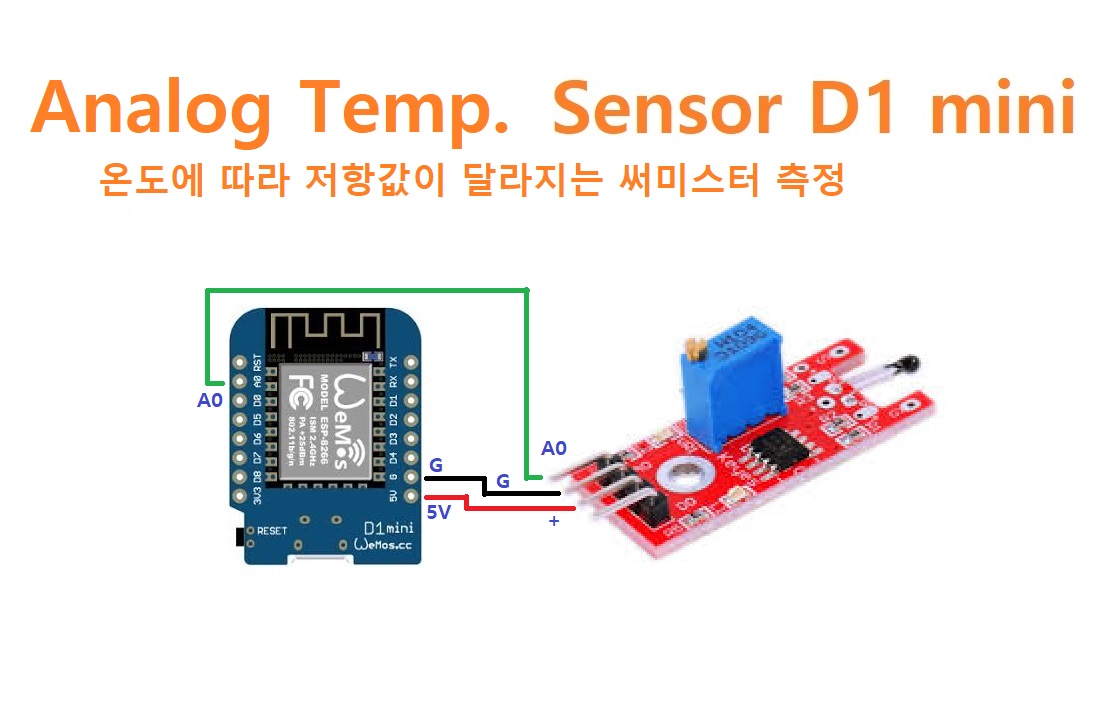 Analog Temp. Sensor D1 mini
온도에 따라 저항값이 달라지는 써미스터 측정
A0
RST
A0
D0
D5
D6
D7
D8
3V3
WeMos
MODEL ESP-8266
ISM 2.4GHz
PA +25dBm
802.11b/g/n
FC
TX
RX
D1
D2
D3
D4
G
5V
RESET
D1 mini
WeMos.cc
G
5V
A0
G
+
Keyes
G